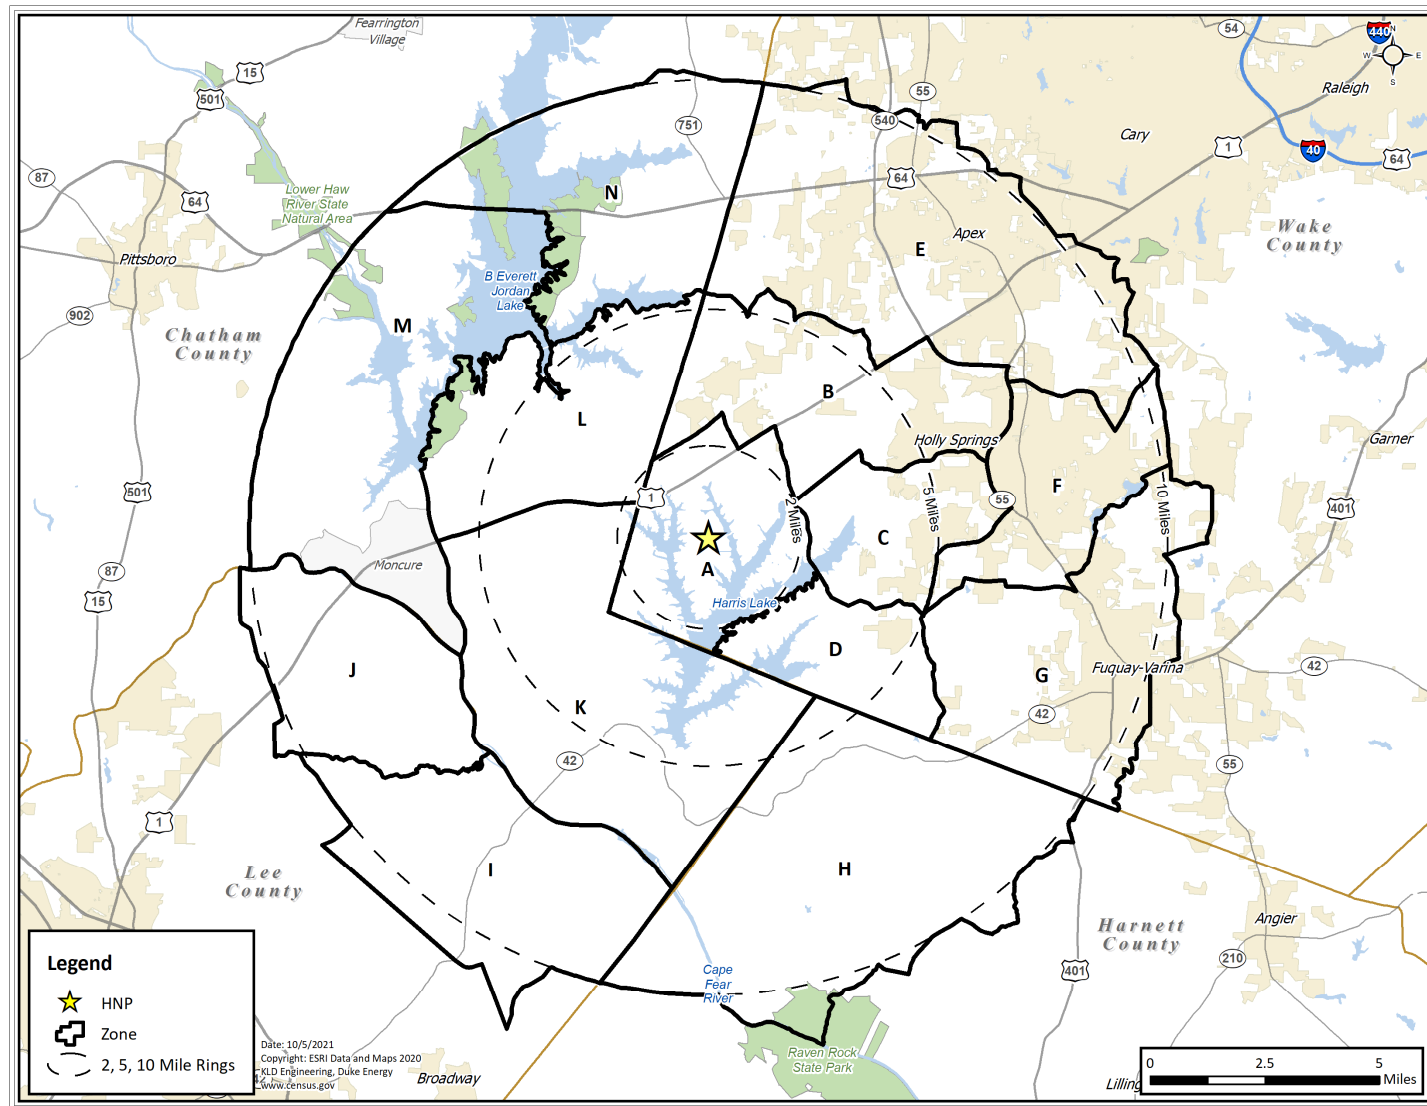 Fearrington
Village
54
440
N
W
E
S
15
501
55
Raleigh
540
751
Cary
1
40
64
87
64
64
Lower Haw
River State
Natural Area
N
Apex
E
Wake
County
Pittsboro
B Everett
Jordan
Lake
902
M
Chatham
County
B
L
Holly Springs
Garner
501
1
2 Miles
5 Miles
55
F
10 Miles
401
C
A
Moncure
87
15
Harris Lake
D
J
G
Fuquay-Varina
42
K
42
42
55
1
I
H
Lee
County
Harnett
County
Angier
210
401
Cape
Fear
River
Raven Rock
State Park
Broadway
Legend
HNP
Zone
2, 5, 10 Mile Rings
Date: 10/5/2021
Copyright: ESRI Data and Maps 2020
KLD Engineering, Duke Energy
www.census.gov
42
Lilling
0 2.5 5
Miles